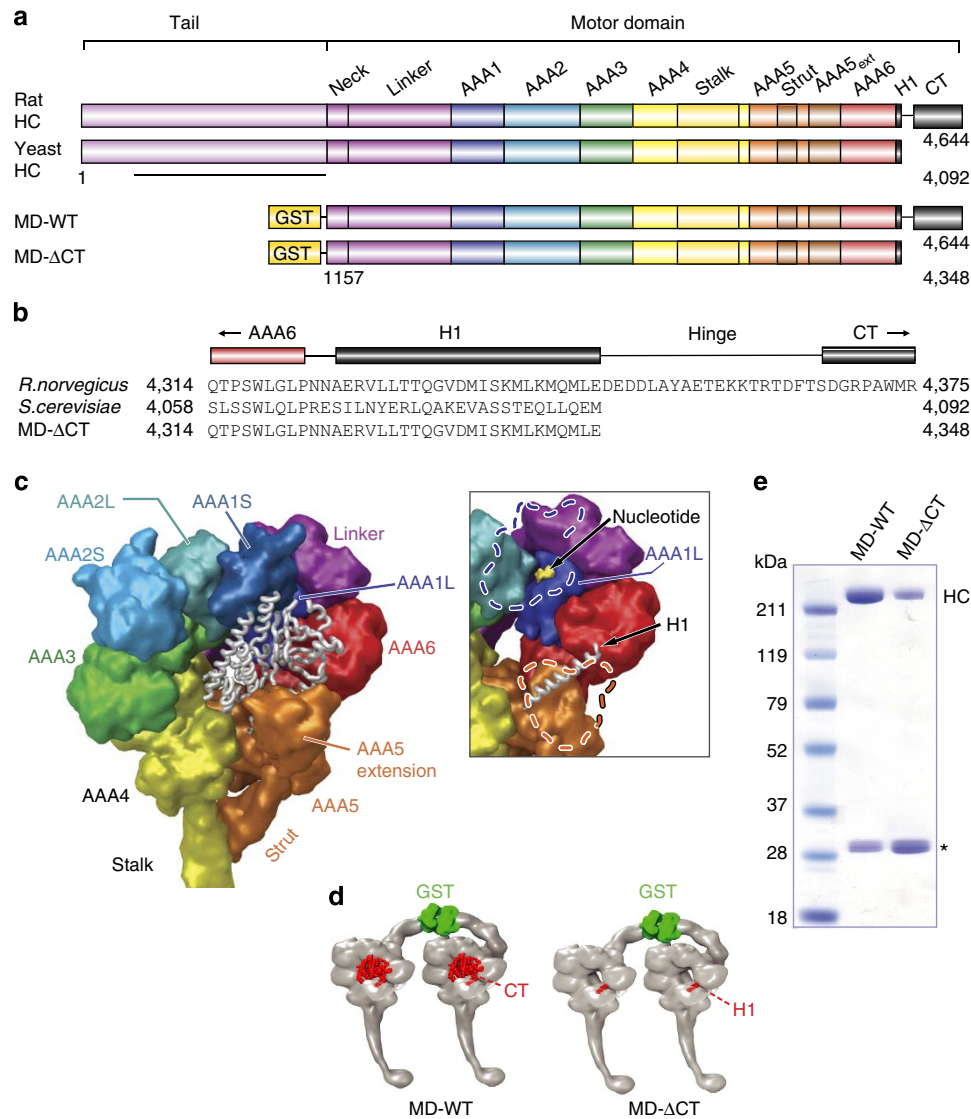 a
Tail
Motor domain
Neck
Linker
AAA1
AAA2
AAA3
AAA4
Stalk
AAA5
Strut
AAA5ext
AAA6
H1
CT
Rat
HC
4,644
Yeast
HC
1
4,092
MD-WT
GST
4,644
MD-ΔCT
GST
4,348
1157
b
AAA6
H1
Hinge
CT
R.norvegicus 4,314 QTPSWLGLPNNAERVLLTTQGVDMISKMLKMQMLEDEDDLAYAETEKKTRTDFTSDGRPAWMR 4,375
S.cerevisiae 4,058 SLSSWLQLPRESILNYERLQAKEVASSTEQLLQEM 4,092
MD-ΔCT 4,314 QTPSWLGLPNNAERVLLTTQGVDMISKMLKMQMLE 4,348
c
AAA2L
AAA1S
AAA2S
Linker
AAA1L
AAA3
AAA6
AAA5
extension
AAA4
AAA5
Strut
Stalk
Nucleotide
AAA1L
H1
d
GST
GST
CT
H1
MD-WT
MD-ΔCT
e
MD-WT
MD-ΔCT
kDa
HC
211
119
79
52
37
28
*
18